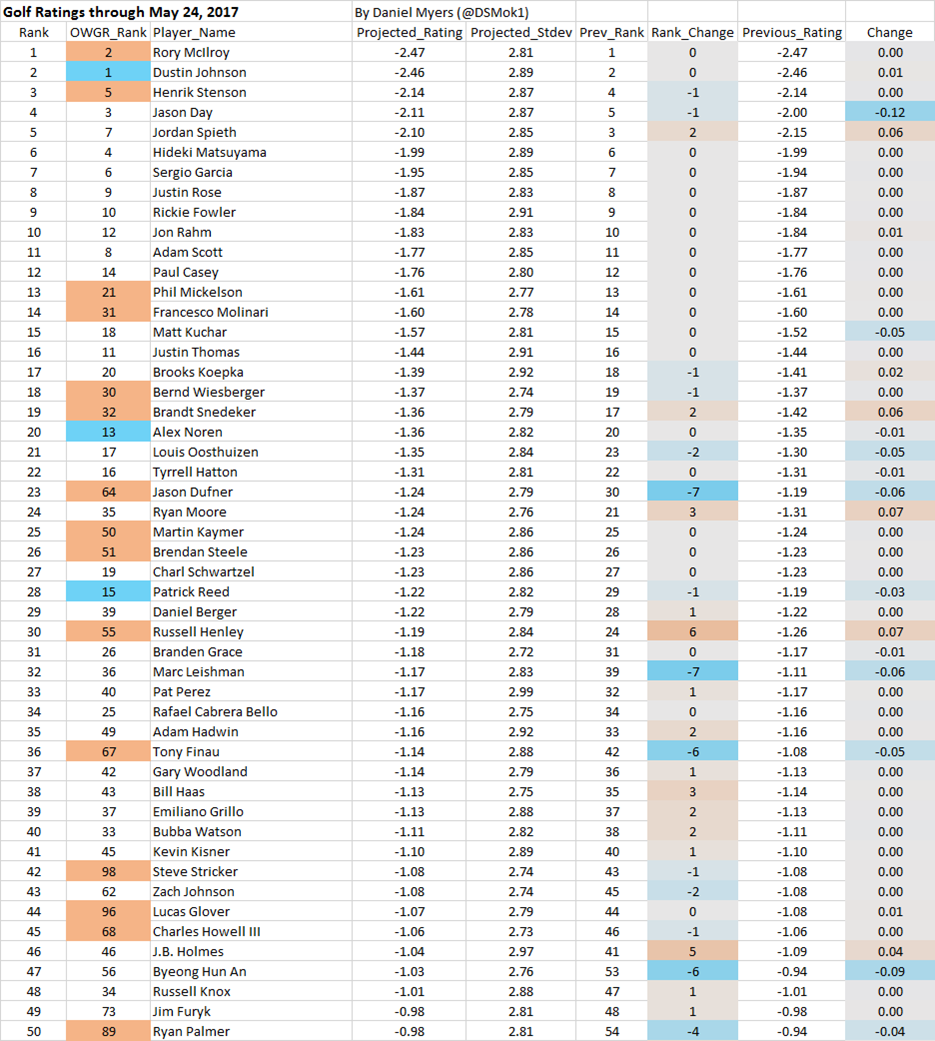 Golf Ratings through May 24, 2017 By Daniel Myers (@DSMok1)
Rank OWGR_Rank Player_Name Projected_Rating Projected_Stdev Prev_Rank Rank_Change Previous_Rating Change
1 2 Rory McIlroy -2.47 2.81 1 0 -2.47 0.00
2 1 Dustin Johnson -2.46 2.89 2 0 -2.46 0.01
3 5 Henrik Stenson -2.14 2.87 4 -1 -2.14 0.00
4 3 Jason Day -2.11 2.87 5 -1 -2.00 -0.12
5 7 Jordan Spieth -2.10 2.85 3 2 -2.15 0.06
6 4 Hideki Matsuyama -1.99 2.89 6 0 -1.99 0.00
7 6 Sergio Garcia -1.95 2.85 7 0 -1.94 0.00
8 9 Justin Rose -1.87 2.83 8 0 -1.87 0.00
9 10 Rickie Fowler -1.84 2.91 9 0 -1.84 0.00
10 12 Jon Rahm -1.83 2.83 10 0 -1.84 0.01
11 8 Adam Scott -1.77 2.85 11 0 -1.77 0.00
12 14 Paul Casey -1.76 2.80 12 0 -1.76 0.00
13 21 Phil Mickelson -1.61 2.77 13 0 -1.61 0.00
14 31 Francesco Molinari -1.60 2.78 14 0 -1.60 0.00
15 18 Matt Kuchar -1.57 2.81 15 0 -1.52 -0.05
16 11 Justin Thomas -1.44 2.91 16 0 -1.44 0.00
17 20 Brooks Koepka -1.39 2.92 18 -1 -1.41 0.02
18 30 Bernd Wiesberger -1.37 2.74 19 -1 -1.37 0.00
19 32 Brandt Snedeker -1.36 2.79 17 2 -1.42 0.06
20 13 Alex Noren -1.36 2.82 20 0 -1.35 -0.01
21 17 Louis Oosthuizen -1.35 2.84 23 -2 -1.30 -0.05
22 16 Tyrrell Hatton -1.31 2.81 22 0 -1.31 -0.01
23 64 Jason Dufner -1.24 2.79 30 -7 -1.19 -0.06
24 35 Ryan Moore -1.24 2.76 21 3 -1.31 0.07
25 50 Martin Kaymer -1.24 2.86 25 0 -1.24 0.00
26 51 Brendan Steele -1.23 2.86 26 0 -1.23 0.00
27 19 Charl Schwartzel -1.23 2.86 27 0 -1.23 0.00
28 15 Patrick Reed -1.22 2.82 29 -1 -1.19 -0.03
29 39 Daniel Berger -1.22 2.79 28 1 -1.22 0.00
30 55 Russell Henley -1.19 2.84 24 6 -1.26 0.07
31 26 Branden Grace -1.18 2.72 31 0 -1.17 -0.01
32 36 Marc Leishman -1.17 2.83 39 -7 -1.11 -0.06
33 40 Pat Perez -1.17 2.99 32 1 -1.17 0.00
34 25 Rafael Cabrera Bello -1.16 2.75 34 0 -1.16 0.00
35 49 Adam Hadwin -1.16 2.92 33 2 -1.16 0.00
36 67 Tony Finau -1.14 2.88 42 -6 -1.08 -0.05
37 42 Gary Woodland -1.14 2.79 36 1 -1.13 0.00
38 43 Bill Haas -1.13 2.75 35 3 -1.14 0.00
39 37 Emiliano Grillo -1.13 2.88 37 2 -1.13 0.00
40 33 Bubba Watson -1.11 2.82 38 2 -1.11 0.00
41 45 Kevin Kisner -1.10 2.89 40 1 -1.10 0.00
42 98 Steve Stricker -1.08 2.74 43 -1 -1.08 0.00
43 62 Zach Johnson -1.08 2.74 45 -2 -1.08 0.00
44 96 Lucas Glover -1.07 2.79 44 0 -1.08 0.01
45 68 Charles Howell III -1.06 2.73 46 -1 -1.06 0.00
46 46 J.B. Holmes -1.04 2.97 41 5 -1.09 0.04
47 56 Byeong Hun An -1.03 2.76 53 -6 -0.94 -0.09
48 34 Russell Knox -1.01 2.88 47 1 -1.01 0.00
49 73 Jim Furyk -0.98 2.81 48 1 -0.98 0.00
50 89 Ryan Palmer -0.98 2.81 54 -4 -0.94 -0.04